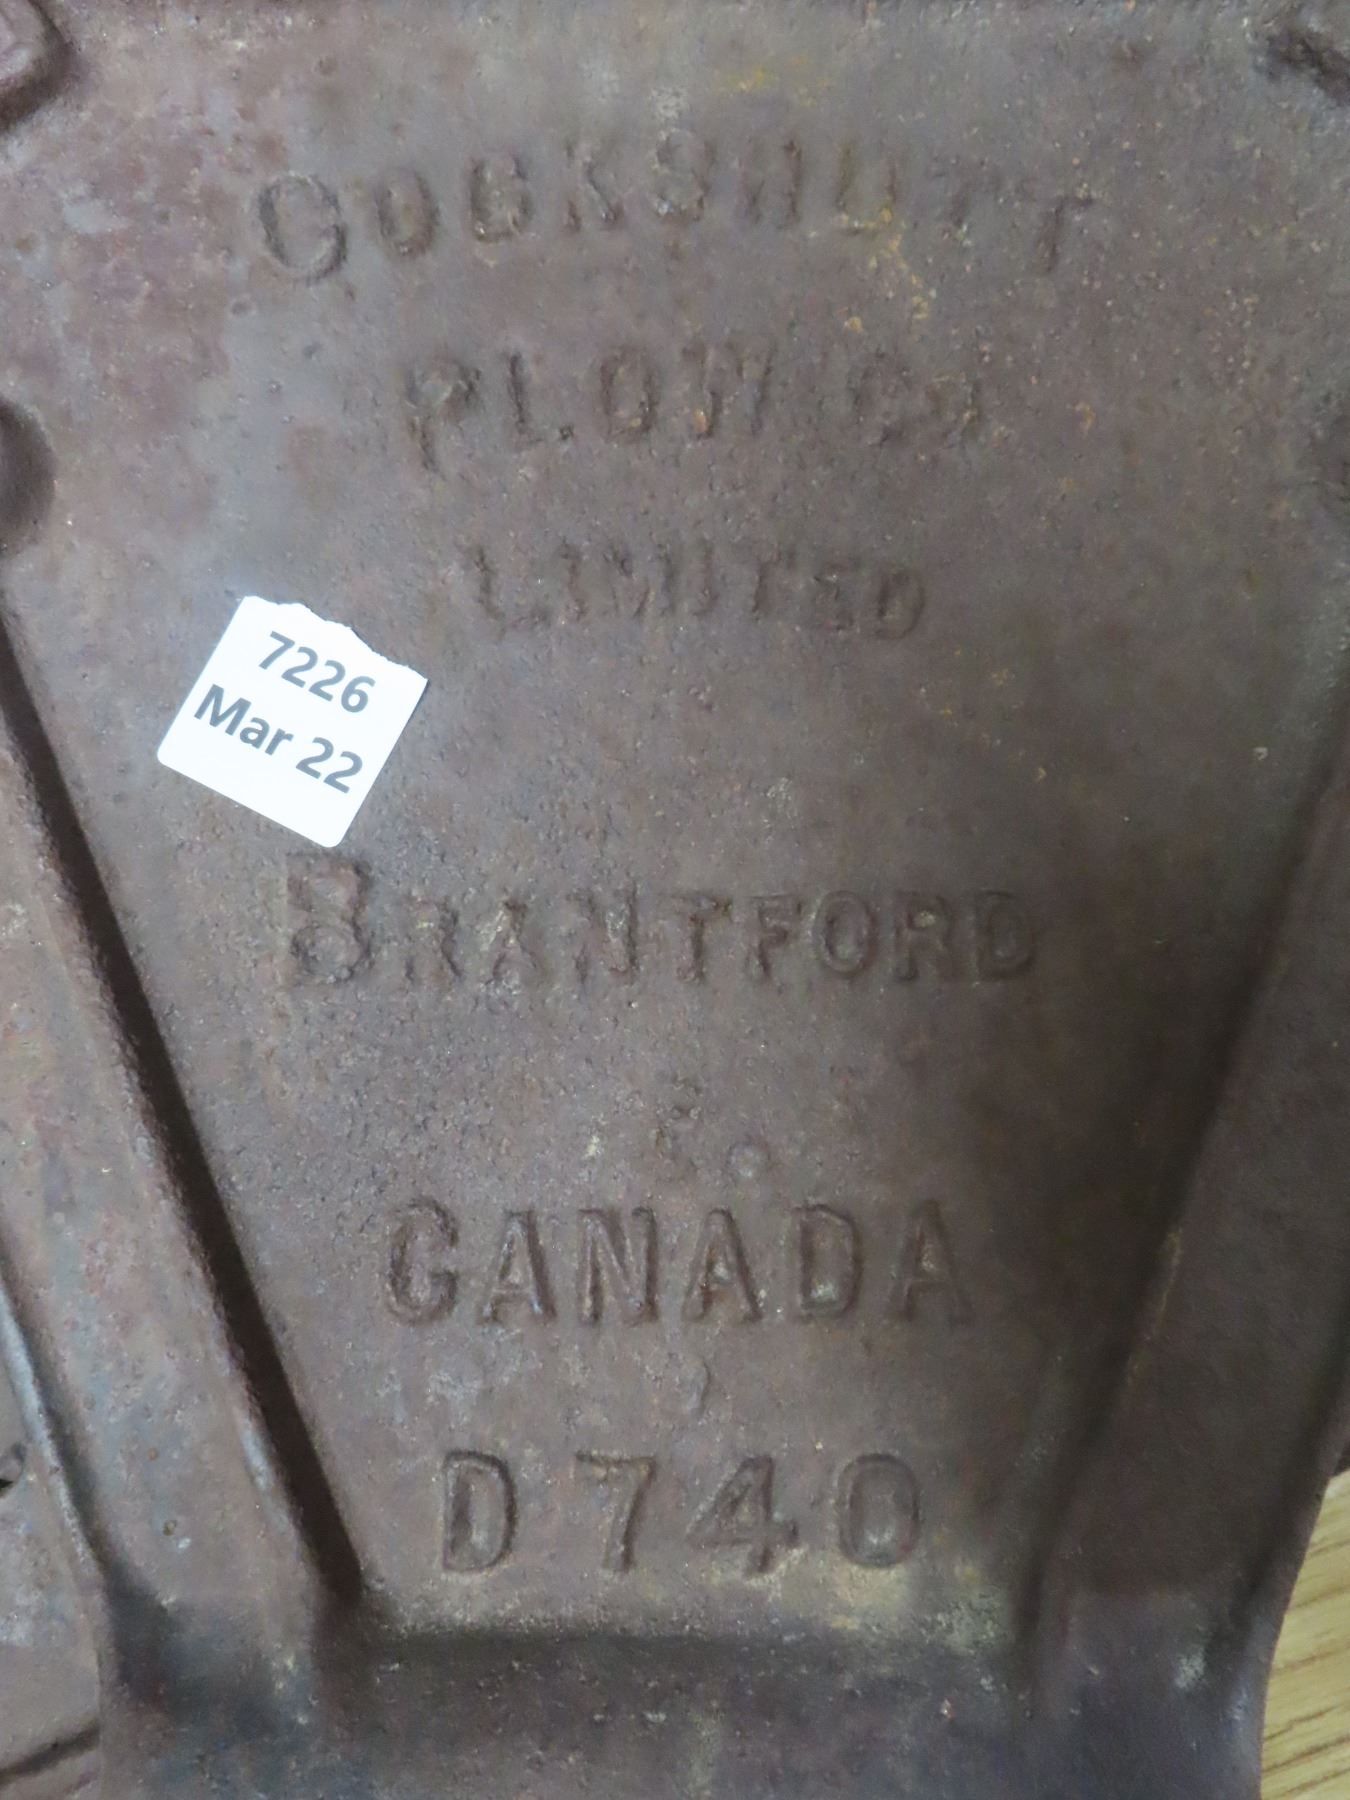 COCKSHUTT
PLOW Co
LIMITED
7226
Mar 22
BRANTFORD
CANADA
D740